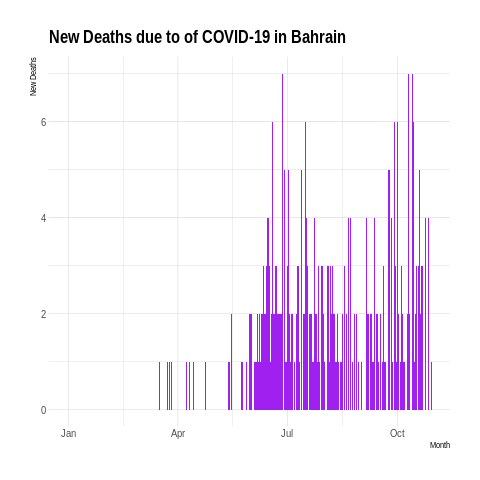 New Deaths due to of COVID-19 in Bahrain
New Deaths
6
4
2
0
Jan Apr Jul Oct
Month